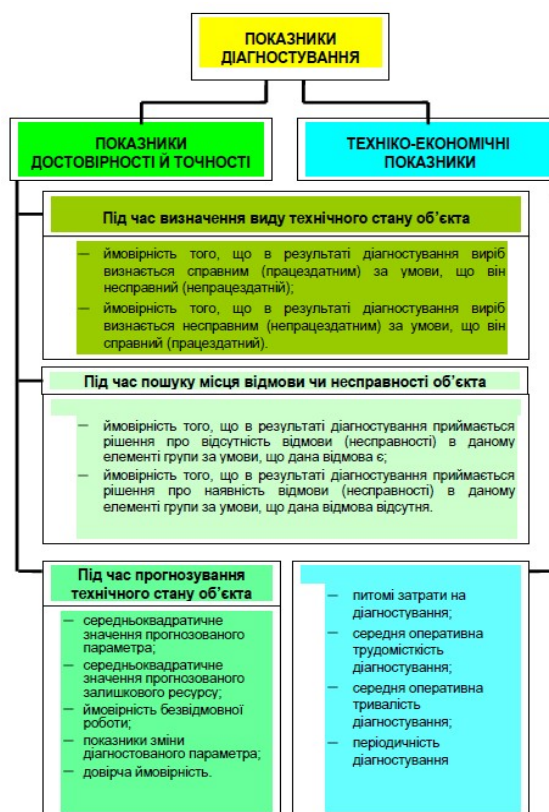 ПОКАЗНИКИ
ДІАГНОСТУВАННЯ
ПОКАЗНИКИ
ДОСТОВІРНОСТІ Й ТОЧНОСТІ
ТЕХНІКО-ЕКОНОМІЧНІ
ПОКАЗНИКИ
Під час визначення виду технічного стану об’єкта
— ймовірність того, що в результаті діагностування виріб
визнається справним (працездатним) за умови, що він
несправний (непрацездатній);
— ймовірність того, що в результаті діагностування виріб
визнається несправним (непрацездатним) за умови, що він
справний (працездатний).
Під час пошуку місця відмови чи несправності об’єкта
— ймовірність того, що в результаті діагностування приймається
рішення про відсутність відмови (несправності) в даному
елементі групи за умови, що дана відмова є;
— ймовірність того, що в результаті діагностування приймається
рішення про наявність відмови (несправності) в даному
елементі групи за умови, що дана відмова відсутня.
Під час прогнозування
технічного стану об’єкта
— середньоквадратичне
значення прогнозованого
параметра;
— середньоквадратичне
значення прогнозованого
залишкового ресурсу;
— ймовірність безвідмовної
роботи;
— показники зміни
діагностованого параметра;
— довірча ймовірність.
— питомі затрати на
діагностування;
— середня оперативна
трудомісткість
діагностування;
— середня оперативна
тривалість
діагностування;
— періодичність
діагностування